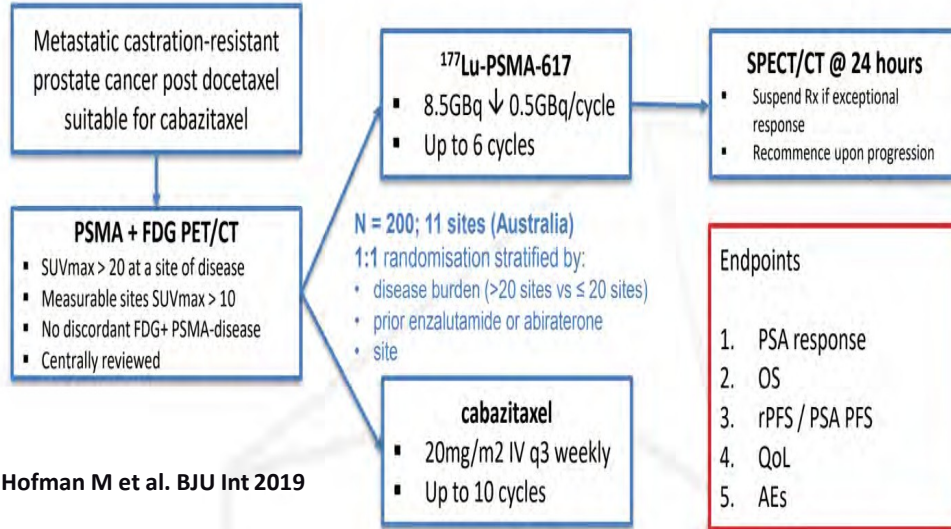 Metastatic castration-resistant
prostate cancer post docetaxel
suitable for cabazitaxel
PSMA + FDG PET/CT
▪ SUVmax > 20 at a site of disease
▪ Measurable sites SUVmax > 10
▪ No discordant FDG+ PSMA-disease
▪ Centrally reviewed
¹⁷⁷Lu-PSMA-617
▪ 8.5GBq ↓ 0.5GBq/cycle
▪ Up to 6 cycles
SPECT/CT @ 24 hours
▪ Suspend Rx if exceptional
response
▪ Recommence upon progression
N = 200; 11 sites (Australia)
1:1 randomisation stratified by:
• disease burden (>20 sites vs ≤ 20 sites)
• prior enzalutamide or abiraterone
• site
cabazitaxel
▪ 20mg/m2 IV q3 weekly
▪ Up to 10 cycles
Endpoints
1. PSA response
2. OS
3. rPFS / PSA PFS
4. QoL
5. AEs
Hofman M et al. BJU Int 2019